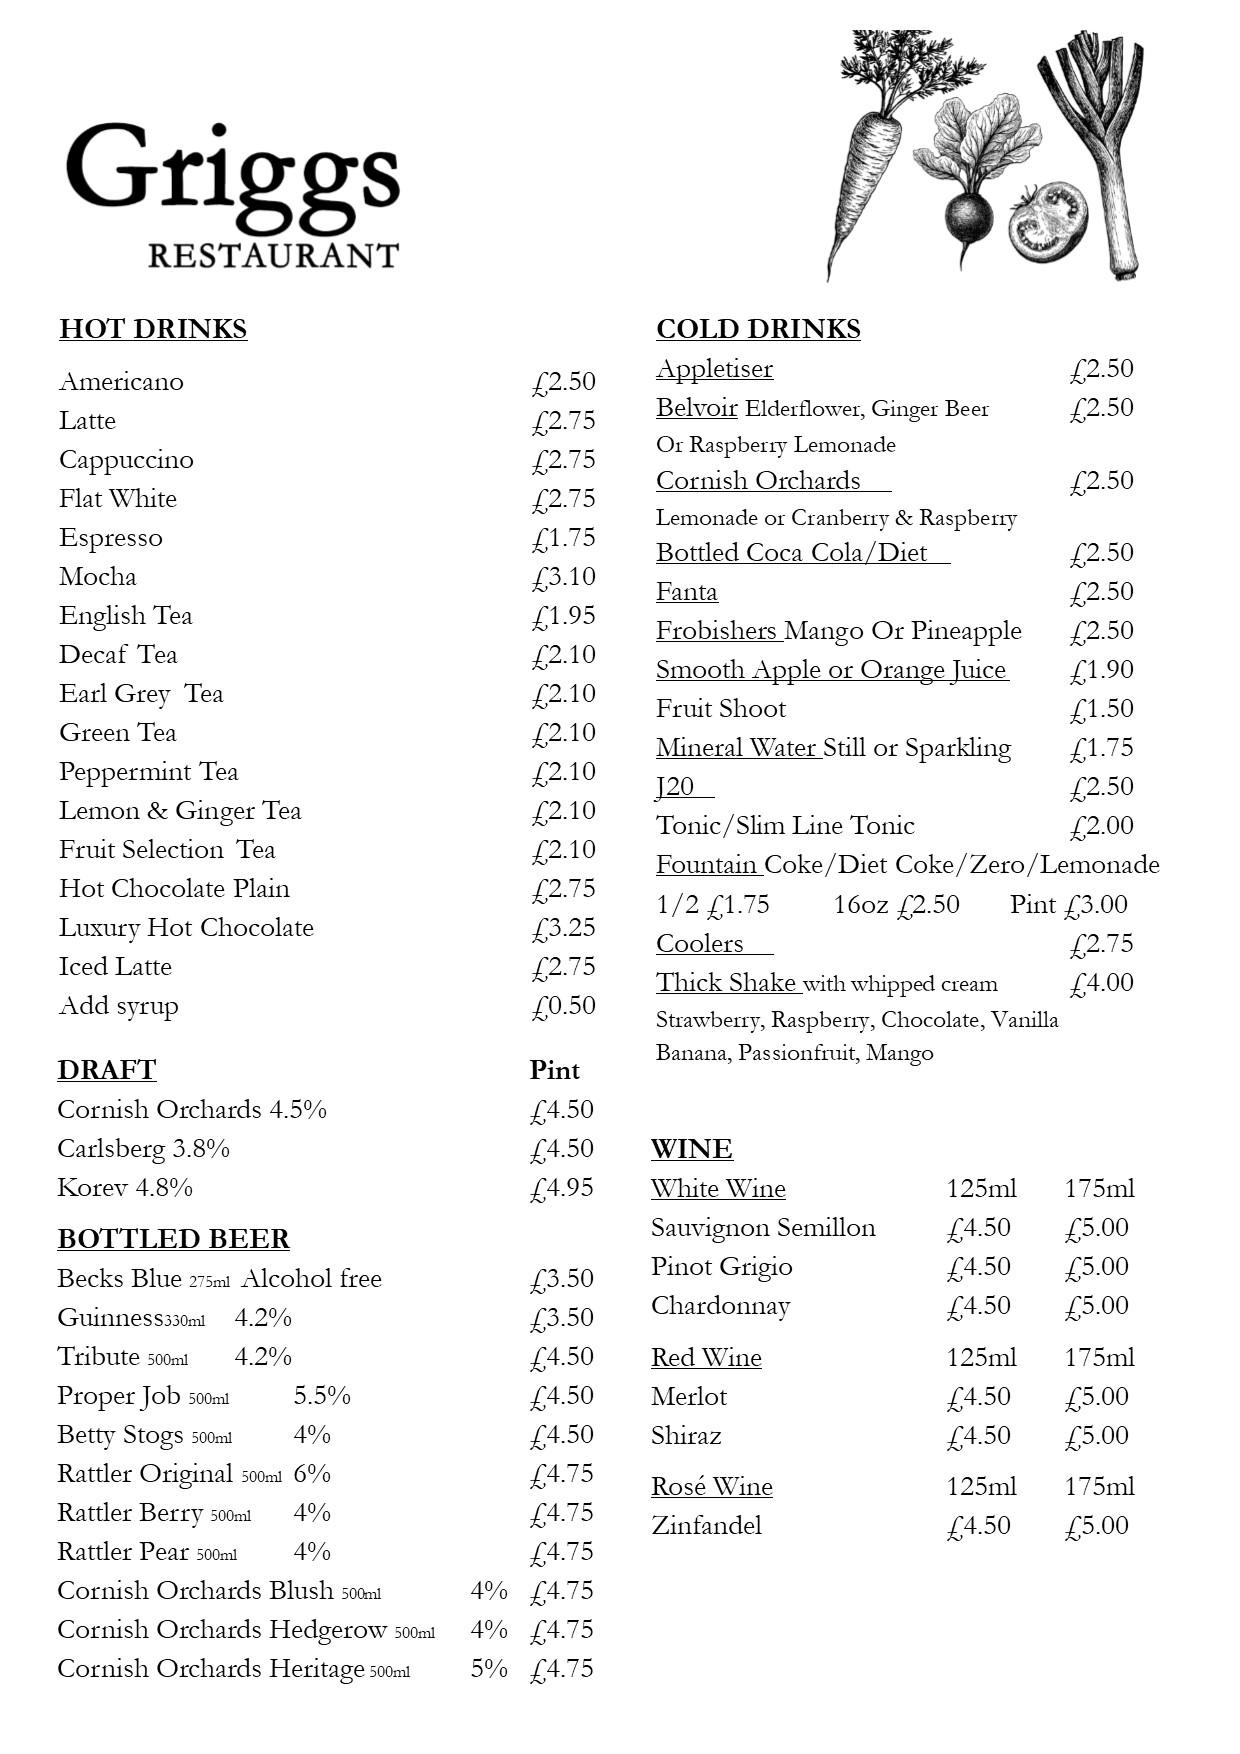 Griggs
RESTAURANT
HOT DRINKS
Americano £2.50
Latte £2.75
Cappuccino £2.75
Flat White £2.75
Espresso £1.75
Mocha £3.10
English Tea £1.95
Decaf Tea £2.10
Earl Grey Tea £2.10
Green Tea £2.10
Peppermint Tea £2.10
Lemon & Ginger Tea £2.10
Fruit Selection Tea £2.10
Hot Chocolate Plain £2.75
Luxury Hot Chocolate £3.25
Iced Latte £2.75
Add syrup £0.50
DRAFT Pint
Cornish Orchards 4.5% £4.50
Carlsberg 3.8% £4.50
Korev 4.8% £4.95
BOTTLED BEER
Becks Blue 275ml Alcohol free £3.50
Guinness330ml 4.2% £3.50
Tribute 500ml 4.2% £4.50
Proper Job 500ml 5.5% £4.50
Betty Stogs 500ml 4% £4.50
Rattler Original 500ml 6% £4.75
Rattler Berry 500ml 4% £4.75
Rattler Pear 500ml 4% £4.75
Cornish Orchards Blush 500ml 4% £4.75
Cornish Orchards Hedgerow 500ml 4% £4.75
Cornish Orchards Heritage 500ml 5% £4.75
COLD DRINKS
Appletiser £2.50
Belvoir Elderflower, Ginger Beer £2.50
Or Raspberry Lemonade
Cornish Orchards £2.50
Lemonade or Cranberry & Raspberry
Bottled Coca Cola/Diet £2.50
Fanta £2.50
Frobishers Mango Or Pineapple £2.50
Smooth Apple or Orange Juice £1.90
Fruit Shoot £1.50
Mineral Water Still or Sparkling £1.75
J20 £2.50
Tonic/Slim Line Tonic £2.00
Fountain Coke/Diet Coke/Zero/Lemonade
1/2 £1.75 16oz £2.50 Pint £3.00
Coolers £2.75
Thick Shake with whipped cream £4.00
Strawberry, Raspberry, Chocolate, Vanilla
Banana, Passionfruit, Mango
WINE
White Wine 125ml 175ml
Sauvignon Semillon £4.50 £5.00
Pinot Grigio £4.50 £5.00
Chardonnay £4.50 £5.00
Red Wine 125ml 175ml
Merlot £4.50 £5.00
Shiraz £4.50 £5.00
Rosé Wine 125ml 175ml
Zinfandel £4.50 £5.00